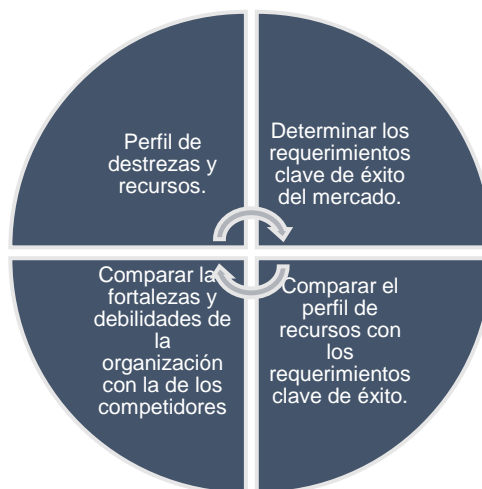 Perfil de
destrezas y
recursos.
Determinar los
requerimientos
clave de éxito
del mercado.
Comparar el
perfil de
recursos con
los
requerimientos
clave de éxito.
Comparar la
fortalezas y
debilidades de
la
organización
con la de los
competidores